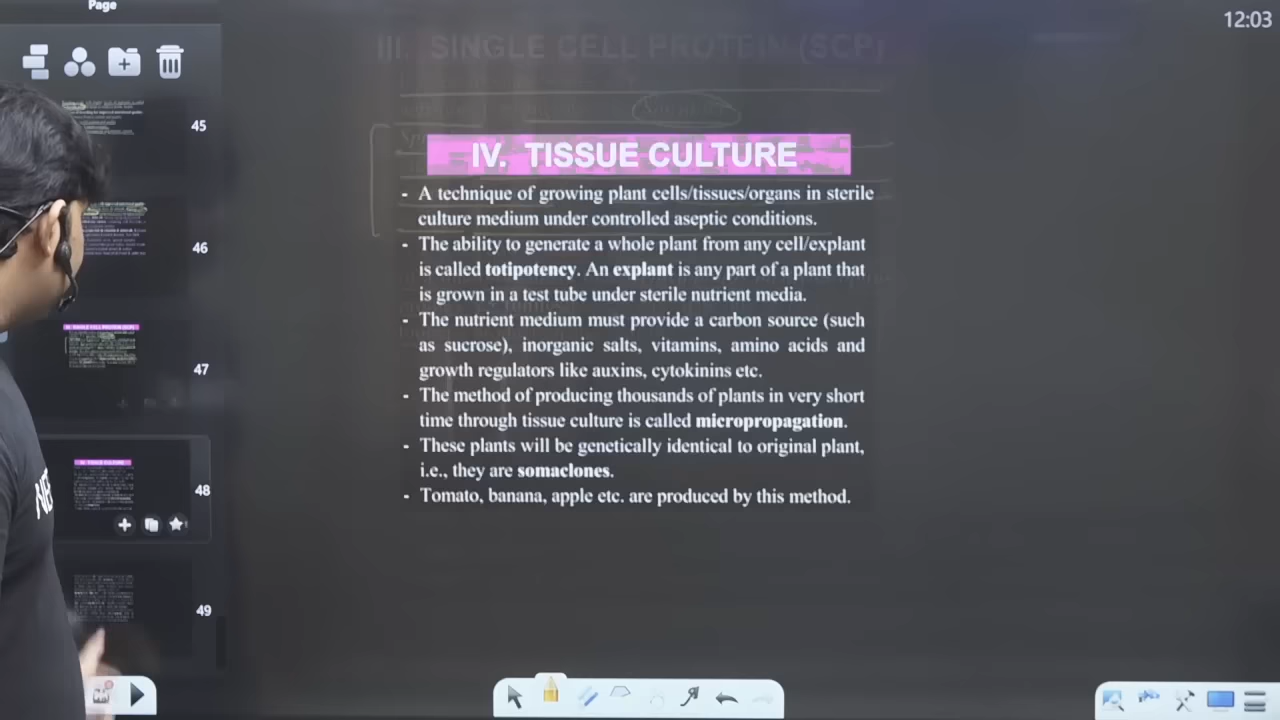 Page
12:03
III. SINGLE CELL PROTEIN (SCP)
45
46
47
48
49
IV. TISSUE CULTURE
- A technique of growing plant cells/tissues/organs in sterile
culture medium under controlled aseptic conditions.
- The ability to generate a whole plant from any cell/explant
is called totipotency. An explant is any part of a plant that
is grown in a test tube under sterile nutrient media.
- The nutrient medium must provide a carbon source (such
as sucrose), inorganic salts, vitamins, amino acids and
growth regulators like auxins, cytokinins etc.
- The method of producing thousands of plants in very short
time through tissue culture is called micropropagation.
- These plants will be genetically identical to original plant,
i.e., they are somaclones.
- Tomato, banana, apple etc. are produced by this method.